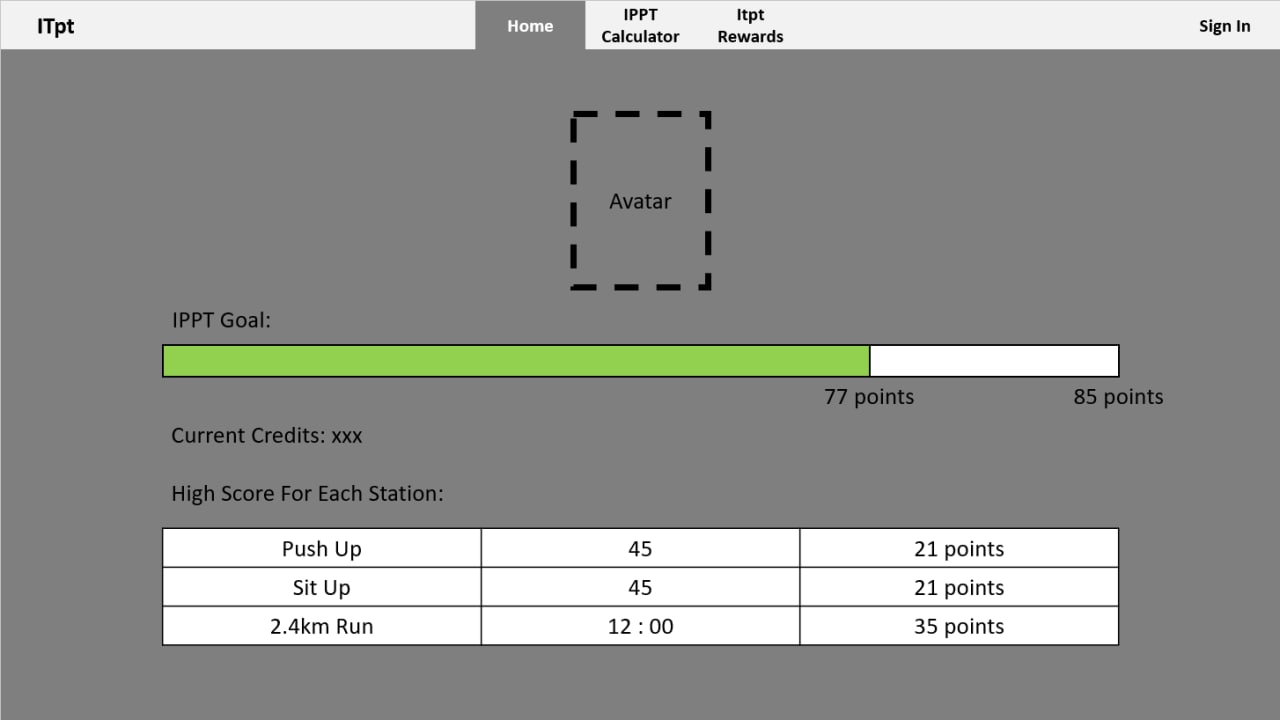 ITpt
Home
IPPT
Calculator
Itpt
Rewards
Sign In
Avatar
IPPT Goal:
77 points
85 points
Current Credits: xxx
High Score For Each Station:
Push Up 45 21 points
Sit Up 45 21 points
2.4km Run 12 : 00 35 points